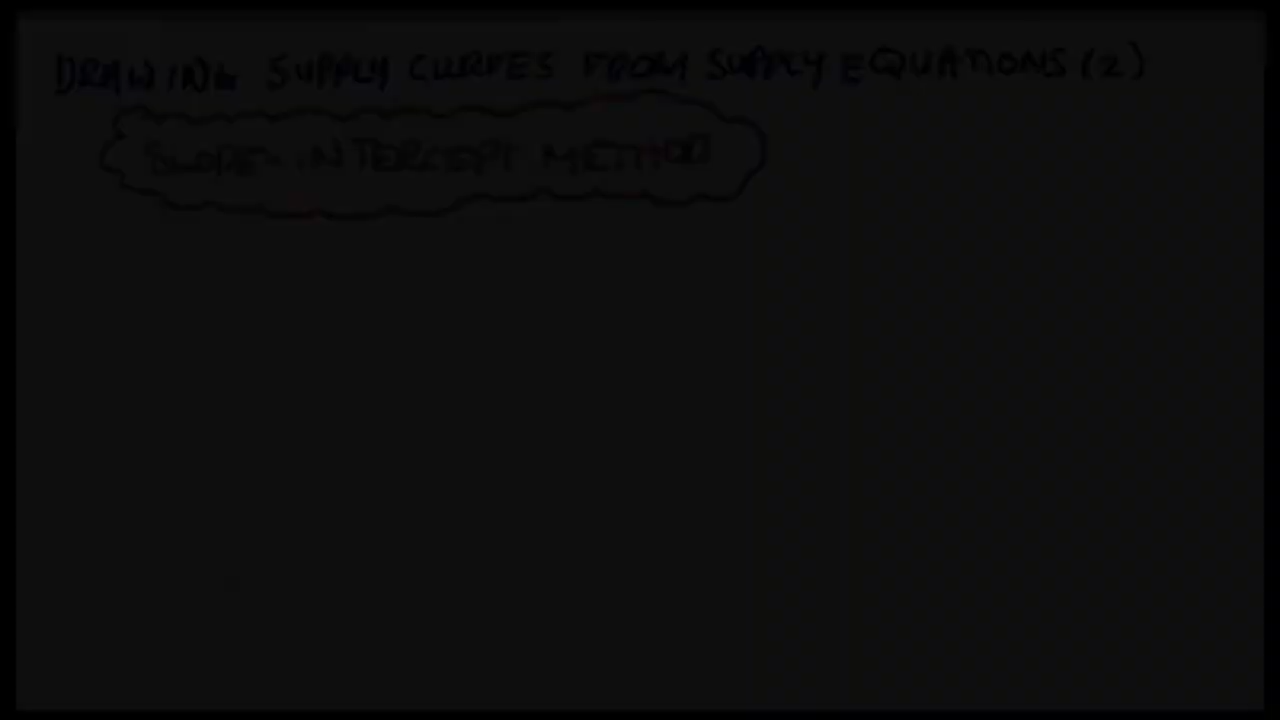 DRAWING SUPPLY CURVES FROM SUPPLY EQUATIONS (2)
SLOPE-INTERCEPT METHOD